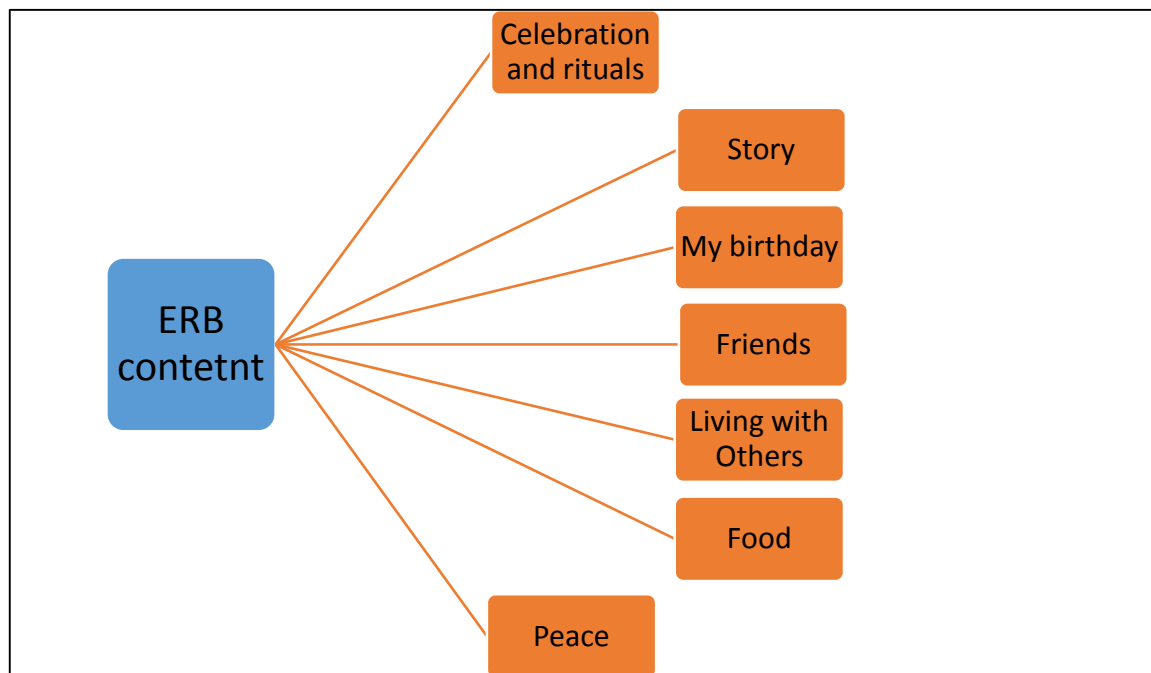 Celebration
and rituals
Story
My birthday
ERB
contetnt
Friends
Living with
Others
Food
Peace